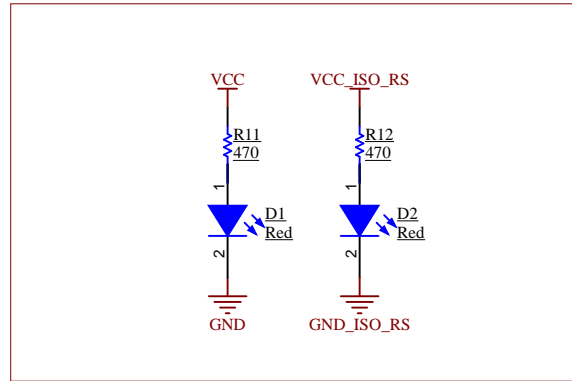 VCC
VCC_ISO_RS
R11
470
R12
470
1
1
D1
Red
D2
Red
2
2
GND
GND_ISO_RS